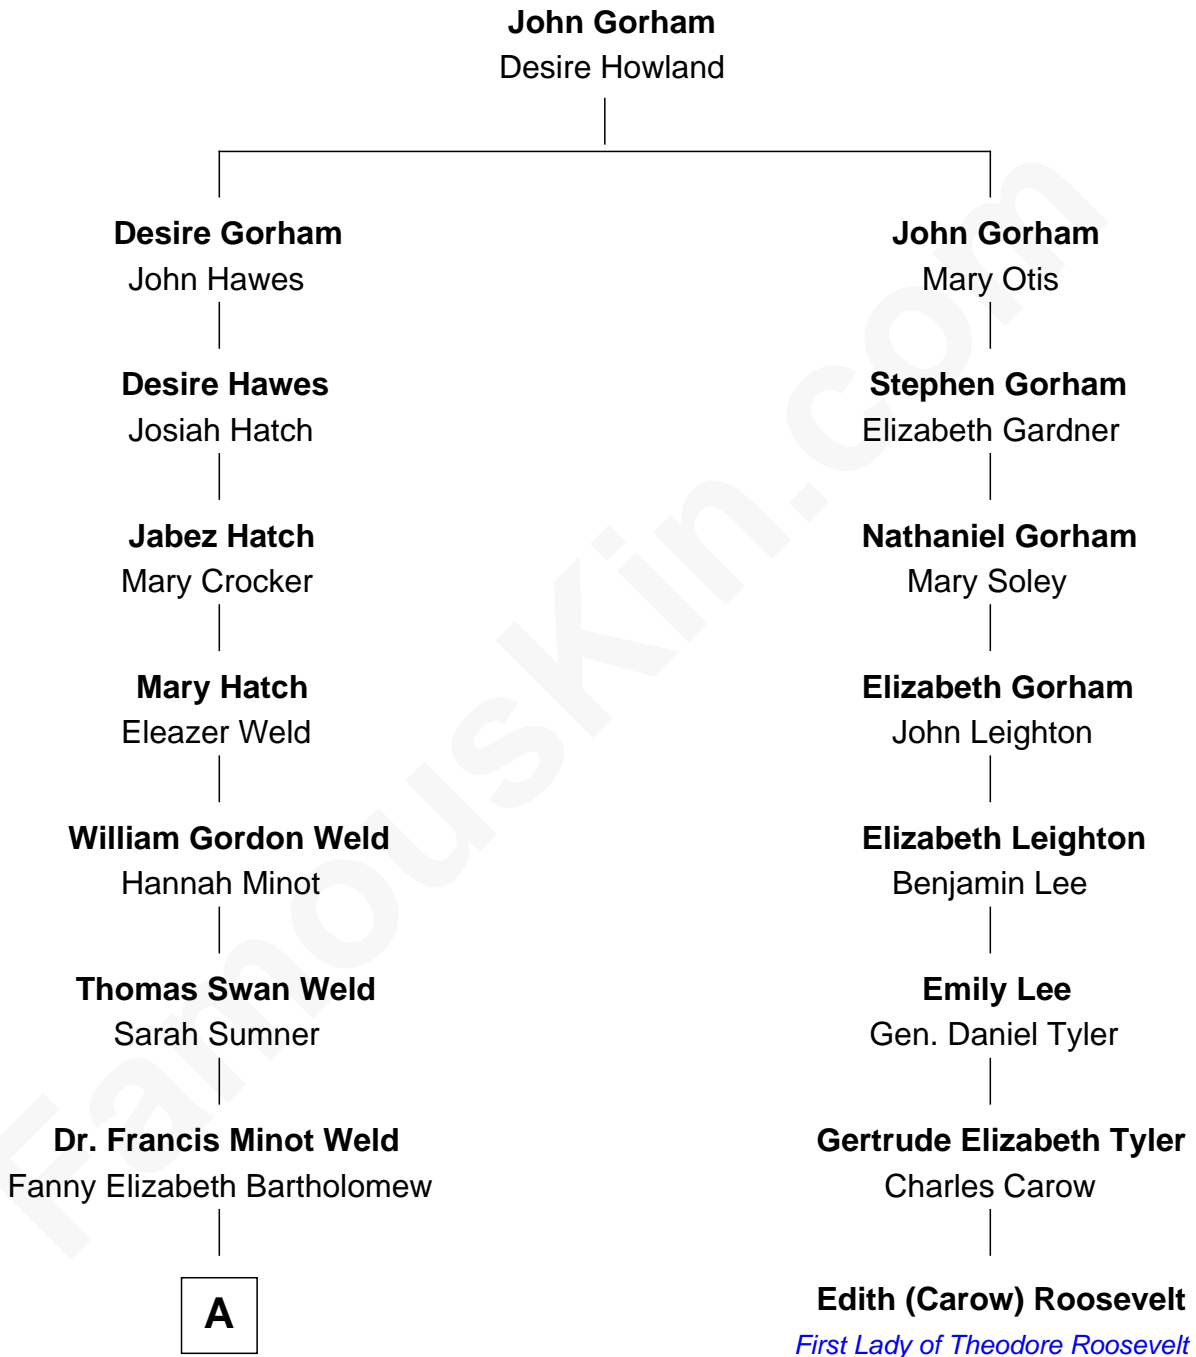 John Gorham
Desire Howland
Desire Gorham
John Hawes
Desire Hawes
Josiah Hatch
Jabez Hatch
Mary Crocker
Mary Hatch
Eleazer Weld
William Gordon Weld
Hannah Minot
Thomas Swan Weld
Sarah Sumner
Dr. Francis Minot Weld
Fanny Elizabeth Bartholomew
A
John Gorham
Mary Otis
Stephen Gorham
Elizabeth Gardner
Nathaniel Gorham
Mary Soley
Elizabeth Gorham
John Leighton
Elizabeth Leighton
Benjamin Lee
Emily Lee
Gen. Daniel Tyler
Gertrude Elizabeth Tyler
Charles Carow
Edith (Carow) Roosevelt
First Lady of Theodore Roosevelt
FamousKin.com